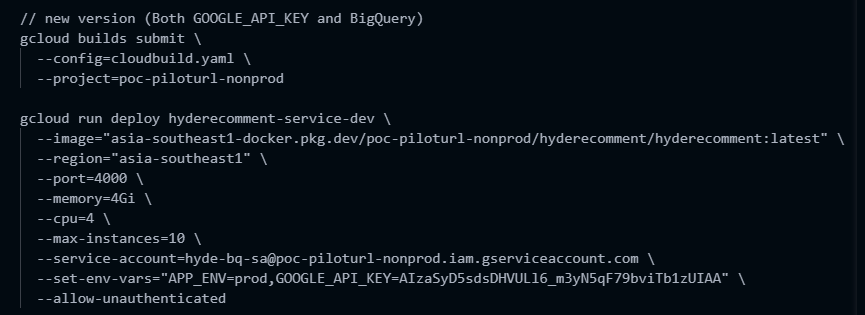 // new version (Both GOOGLE_API_KEY and BigQuery)
gcloud builds submit \
--config=cloudbuild.yaml \
--project=poc-piloturl-nonprod
gcloud run deploy hyderecomment-service-dev \
--image="asia-southeast1-docker.pkg.dev/poc-piloturl-nonprod/hyderecomment/hyderecomment:latest" \
--region="asia-southeast1" \
--port=4000 \
--memory=4Gi \
--cpu=4 \
--max-instances=10 \
--service-account=hyde-bq-sa@poc-piloturl-nonprod.iam.gserviceaccount.com \
--set-env-vars="APP_ENV=prod,GOOGLE_API_KEY=AIzaSyD5sdsDHVULl6_m3yN5qF79bviTb1zUIAA" \
--allow-unauthenticated